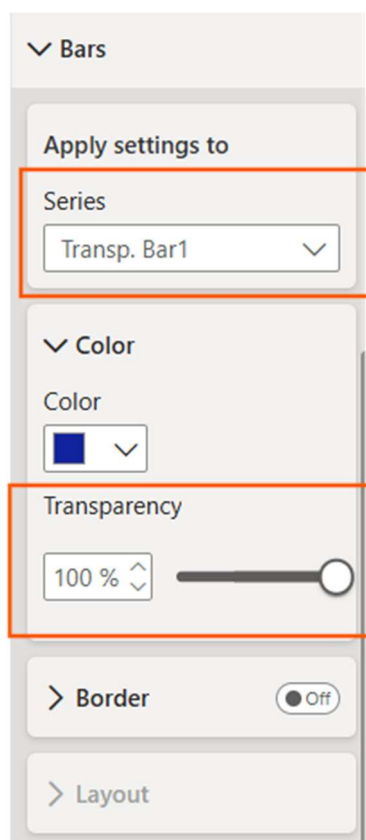 Bars
Apply settings to
Series
Transp. Bar1
Color
Color
Transparency
100 %
Border
Off
Layout